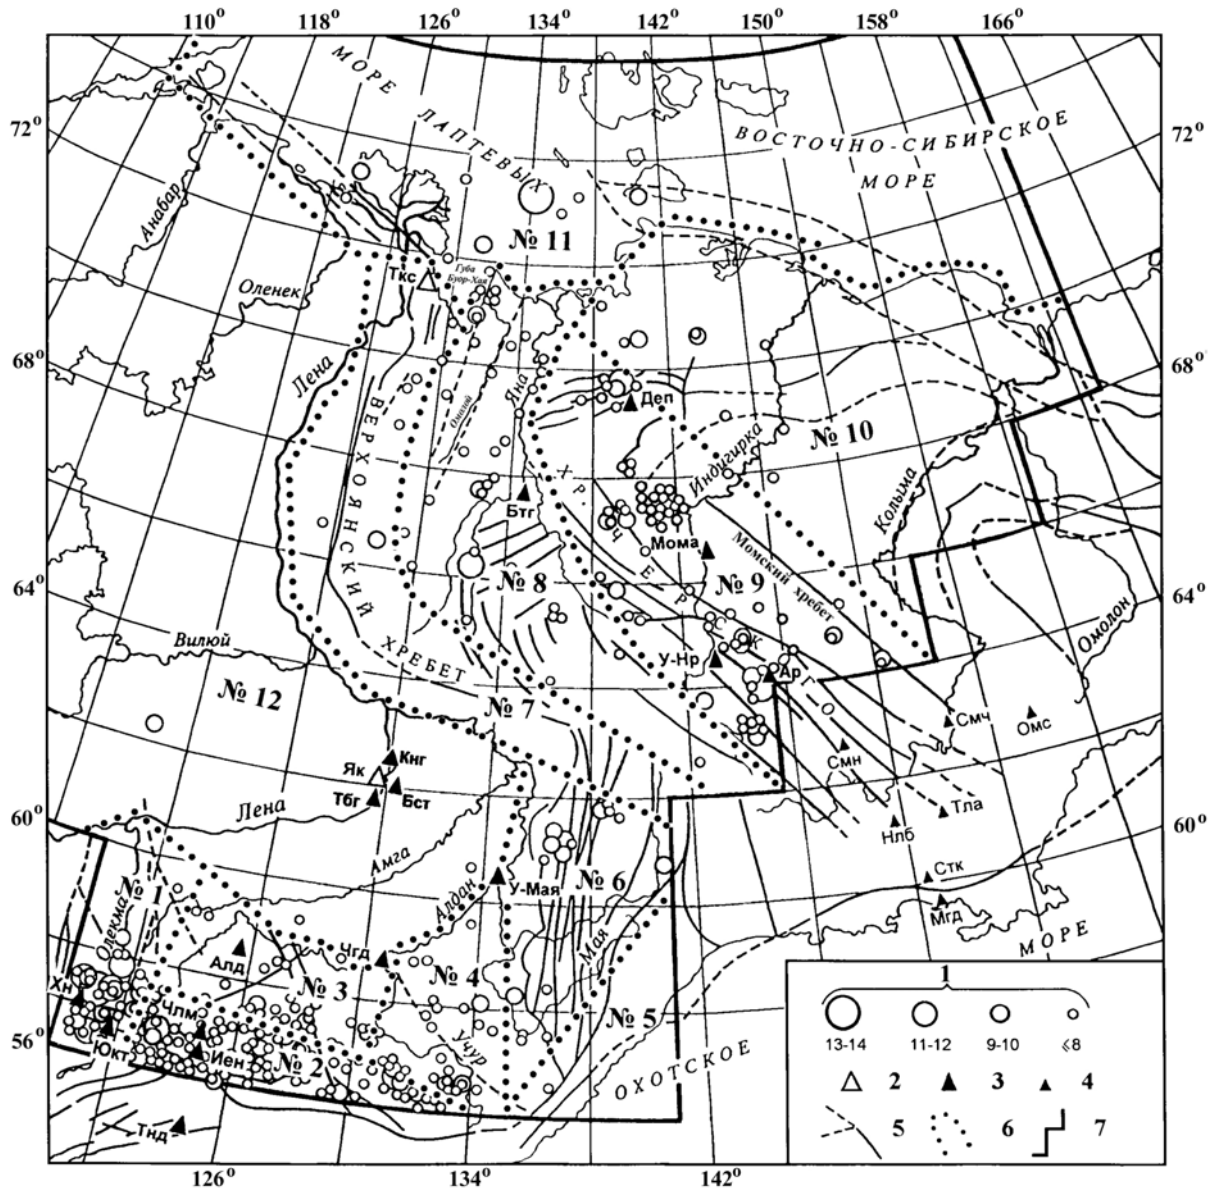 110° 118° 126° 134° 142° 150° 158° 166°
МОРЕ ЛАПТЕВЫХ
ВОСТОЧНО-СИБИРСКОЕ
МОРЕ
72° 72°
Анабар
№ 11
Ткс
Губа
Буор-Хая
Оленек
68° 68°
Лена
Яна
Омолой
Деп
№ 10
Индигирка
Колыма
ВЕРХОЯНСКИЙ
ХРЕБЕТ
ХР. ЧЕРСКОГО
Бтг
Мома
Момский хребет
№ 8
№ 9
64° 64°
Вилюй
Омолон
У-Нр
Ар
№ 12
№ 7
Смч
Омс
Кнг
Як
Смн
Тбг
Бст
Лена
Тла
Нлб
60° 60°
Амга
Стк
У-Мая
№ 6
Алдан
Мгд
№ 1
Олекма
Мая
МОРЕ
Алд
Чгд
№ 4
Хн
№ 3
Члм
№ 5
Юкт
Иен
№ 2
Учур
56°
ОХОТСКОЕ
Тнд
1
13-14 11-12 9-10 ⩽8
2 3 4
5 6 7
126° 134° 142°